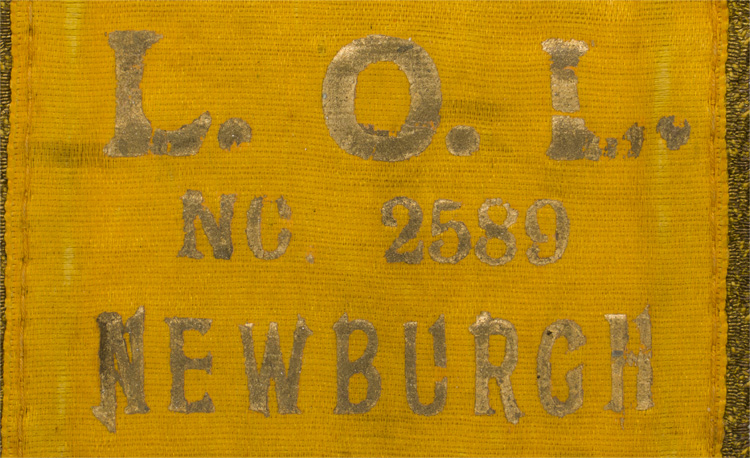 L. O. L.
NO. 2589
NEWBURGH